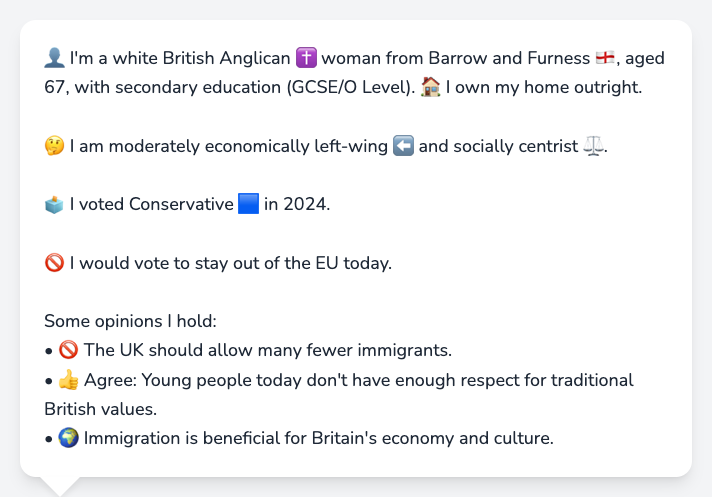 👤 I'm a white British Anglican ✝️ woman from Barrow and Furness 🏴󠁧󠁢󠁥󠁮󠁧󠁿, aged
67, with secondary education (GCSE/O Level). 🏠 I own my home outright.
🤔 I am moderately economically left-wing ⬅️ and socially centrist ⚖️.
🗳️ I voted Conservative 🟦 in 2024.
🚫 I would vote to stay out of the EU today.
Some opinions I hold:
• 🚫 The UK should allow many fewer immigrants.
• 👍 Agree: Young people today don't have enough respect for traditional
British values.
• 🌍 Immigration is beneficial for Britain's economy and culture.